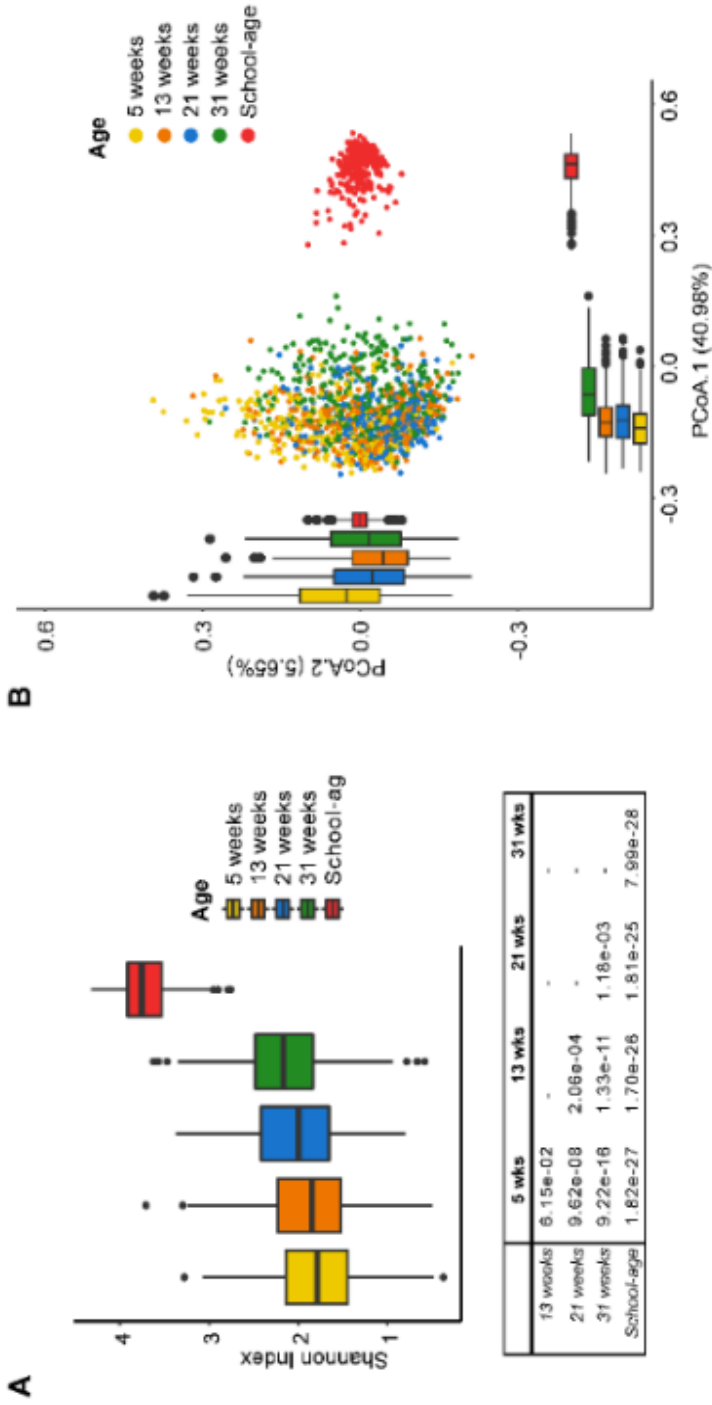 A
Shannon Index
4
3
2
1
Age
5 weeks
13 weeks
21 weeks
31 weeks
School-ag
5 wks 13 wks 21 wks 31 wks
13 weeks 6.15e-02 - - -
21 weeks 9.62e-08 2.06e-04 - -
31 weeks 9.22e-16 1.33e-11 1.18e-03 -
School-age 1.82e-27 1.70e-26 1.81e-25 7.99e-28
B
PCoA.2 (5.65%)
0.6
0.3
0.0
-0.3
-0.3 0.0 0.3 0.6
PCoA.1 (40.98%)
Age
5 weeks
13 weeks
21 weeks
31 weeks
School-age